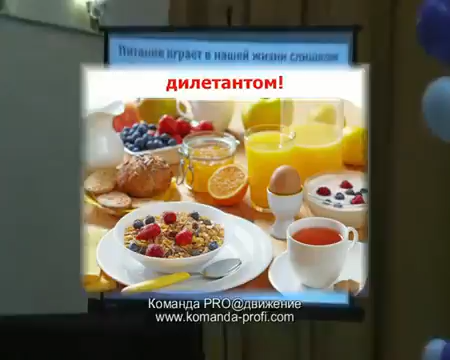 Питание играет в нашей жизни слишком
дилетантом!
Команда PRO@движение
www.komanda-profi.com